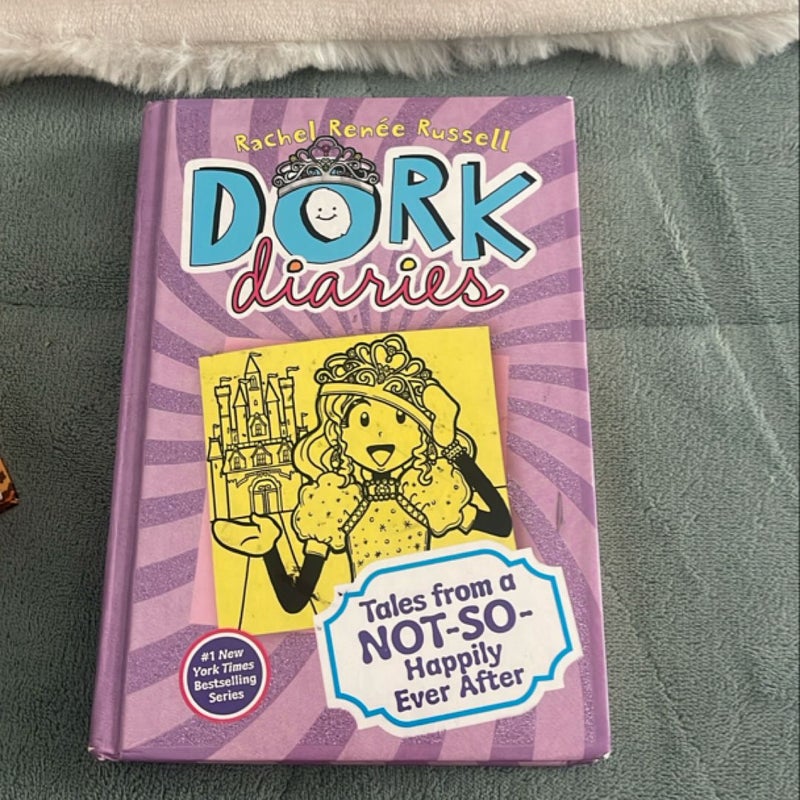 Rachel Renée Russell
DORK
diaries
Tales from a
NOT-SO-
Happily
Ever After
#1 New
York Times
Bestselling
Series